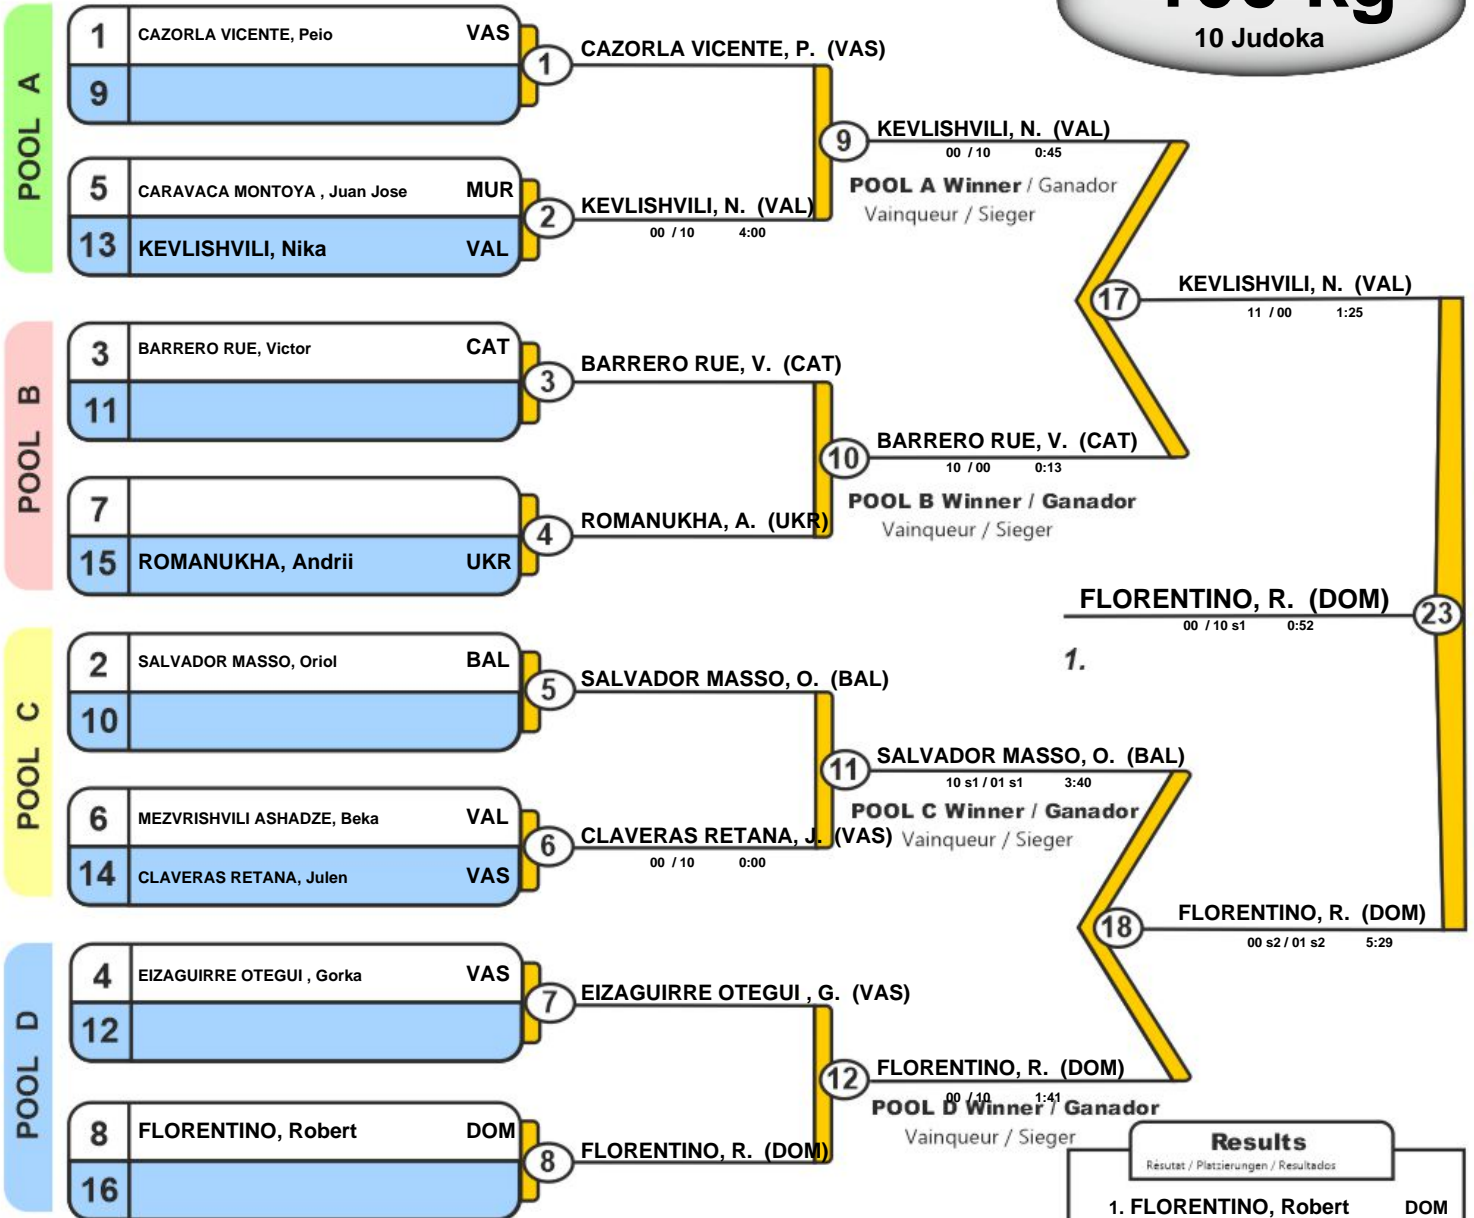 10 Judoka
POOL A
1 CAZORLA VICENTE, Peio VAS
9
1 CAZORLA VICENTE, P. (VAS)
5 CARAVACA MONTOYA , Juan Jose MUR
13 KEVLISHVILI, Nika VAL
2 KEVLISHVILI, N. (VAL)
00 / 10 4:00
9 KEVLISHVILI, N. (VAL)
00 / 10 0:45
POOL A Winner / Ganador
Vainqueur / Sieger
POOL B
3 BARRERO RUE, Victor CAT
11
3 BARRERO RUE, V. (CAT)
7
15 ROMANUKHA, Andrii UKR
4 ROMANUKHA, A. (UKR)
10 BARRERO RUE, V. (CAT)
10 / 00 0:13
POOL B Winner / Ganador
Vainqueur / Sieger
17 KEVLISHVILI, N. (VAL)
11 / 00 1:25
FLORENTINO, R. (DOM) 23
00 / 10 s1 0:52
1.
POOL C
2 SALVADOR MASSO, Oriol BAL
10
5 SALVADOR MASSO, O. (BAL)
6 MEZVRISHVILI ASHADZE, Beka VAL
14 CLAVERAS RETANA, Julen VAS
6 CLAVERAS RETANA, J. (VAS)
00 / 10 0:00
11 SALVADOR MASSO, O. (BAL)
10 s1 / 01 s1 3:40
POOL C Winner / Ganador
Vainqueur / Sieger
POOL D
4 EIZAGUIRRE OTEGUI , Gorka VAS
12
7 EIZAGUIRRE OTEGUI , G. (VAS)
8 FLORENTINO, Robert DOM
16
8 FLORENTINO, R. (DOM)
12 FLORENTINO, R. (DOM)
00 / 10 1:41
POOL D Winner / Ganador
Vainqueur / Sieger
18 FLORENTINO, R. (DOM)
00 s2 / 01 s2 5:29
Results
Résutat / Platzierungen / Resultados
1. FLORENTINO, Robert DOM